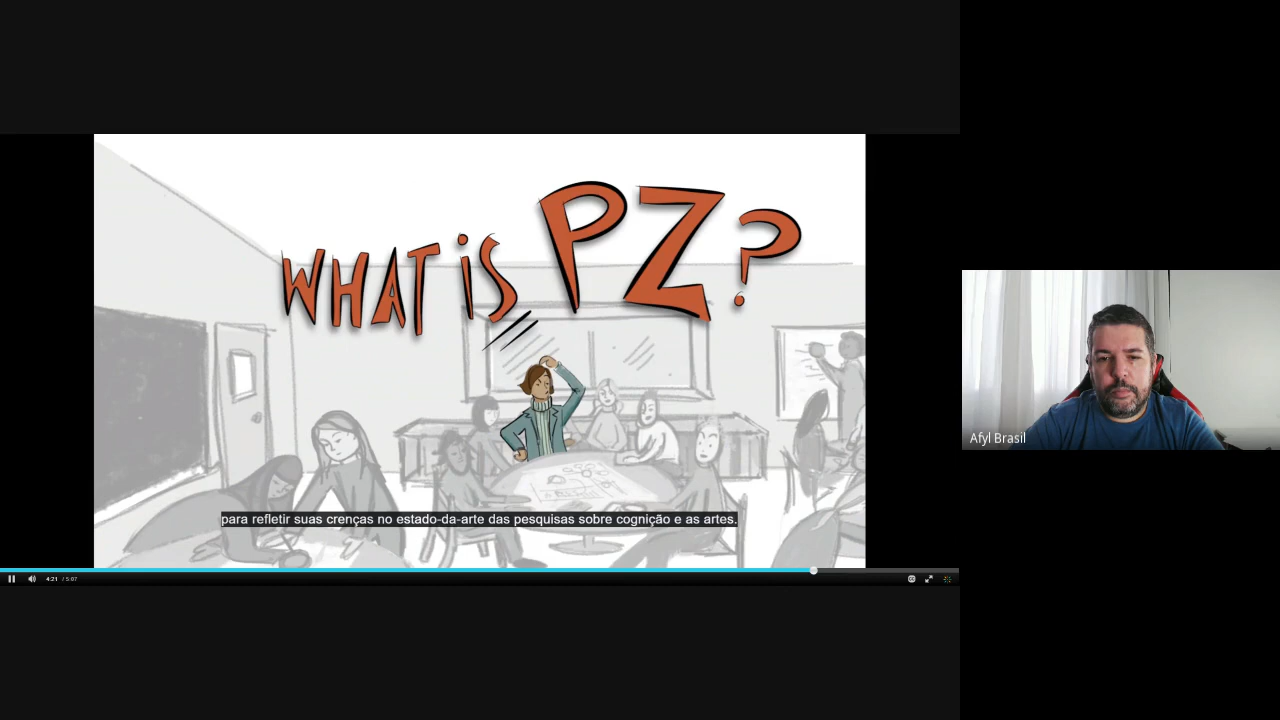 WHAT iS PZ?
para refletir suas crenças no estado-da-arte das pesquisas sobre cognição e as artes.
4:21 / 5:07
CC
Afyl Brasil